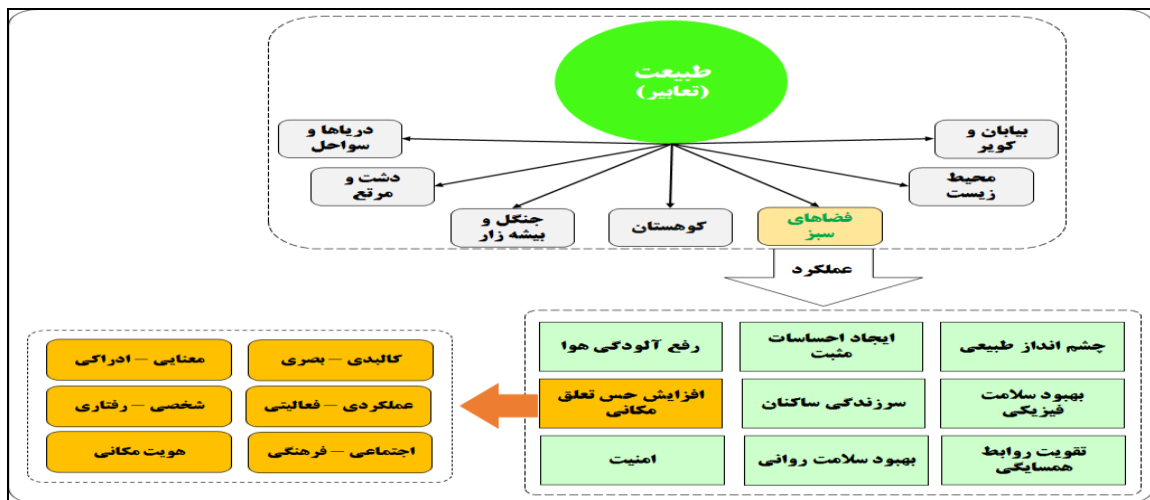 طبیعت
(تعابیر)
بیابان و
کویر
محیط
زیست
فضاهای
سبز
کوهستان
جنگل و
بیشه زار
دشت و
مرتع
دریاها و
سواحل
عملکرد
چشم انداز طبیعی
ایجاد احساسات
مثبت
رفع آلودگی هوا
بهبود سلامت
فیزیکی
سرزندگی ساکنان
افزایش حس تعلق
مکانی
تقویت روابط
همسایگی
بهبود سلامت روانی
امنیت
کالبدی – بصری
معنایی – ادراکی
عملکردی – فعالیتی
شخصی – رفتاری
اجتماعی – فرهنگی
هویت مکانی